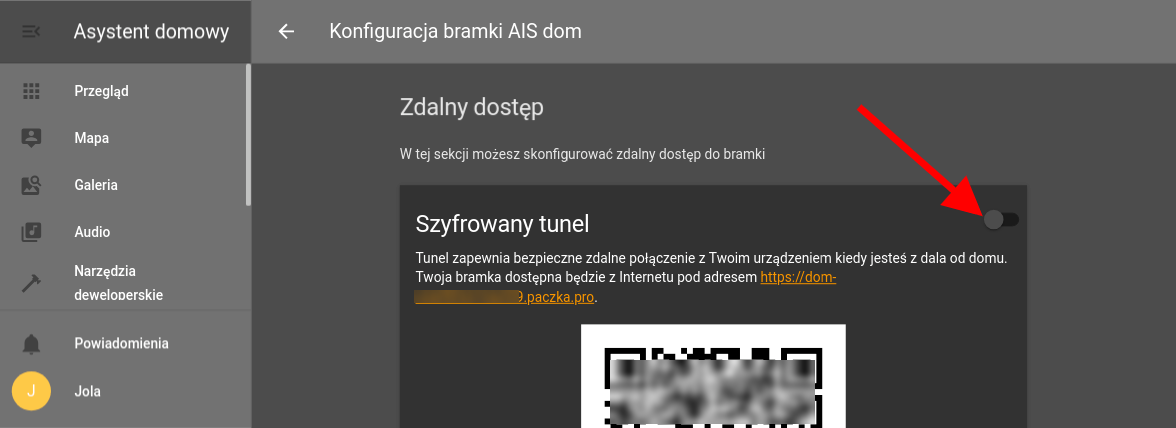 Asystent domowy
Konfiguracja bramki AIS dom
Przegląd
Mapa
Galeria
Audio
Narzędzia
deweloperskie
Powiadomienia
J
Jola
Zdalny dostęp
W tej sekcji możesz skonfigurować zdalny dostęp do bramki
Szyfrowany tunel
Tunel zapewnia bezpieczne zdalne połączenie z Twoim urządzeniem kiedy jesteś z dala od domu.
Twoja bramka dostępna będzie z Internetu pod adresem https://dom-
9.paczka.pro.